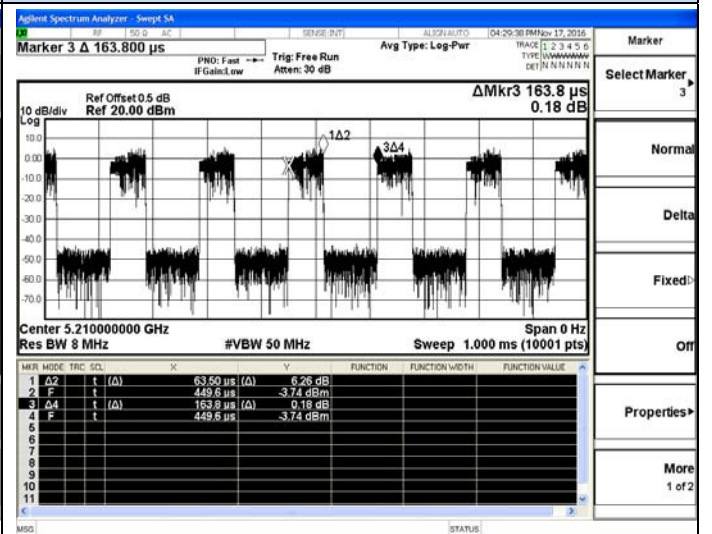 Agilent Spectrum Analyzer - Swept SA
RF 50 Ω AC SENSE:INT ALIGNAUTO 04:29:38 PM Nov 17, 2016
Marker 3 Δ 163.800 µs
PNO: Fast
IFGain:Low
Trig: Free Run
Atten: 30 dB
Avg Type: Log-Pwr
TRACE 1 2 3 4 5 6
TYPE
DET N N N N N N
ΔMkr3 163.8 µs
0.18 dB
Ref Offset 0.5 dB
10 dB/div Ref 20.00 dBm
Log
10.0
0.00
-10.0
-20.0
-30.0
-50.0
-60.0
-70.0
1Δ2
3Δ4
Center 5.210000000 GHz Span 0 Hz
Res BW 8 MHz #VBW 50 MHz Sweep 1.000 ms (10001 pts)
MKR MODE TRC SCL X Y FUNCTION FUNCTION WIDTH FUNCTION VALUE
1 Δ2 t (Δ) 63.50 µs (Δ) 6.26 dB
2 F t 449.6 µs -3.74 dBm
3 Δ4 t (Δ) 163.8 µs (Δ) 0.18 dB
4 F t 449.6 µs -3.74 dBm
5
6
7
8
9
10
11
MSG STATUS
Marker
Select Marker
3
Normal
Delta
Fixed
Off
Properties
More
1 of 2